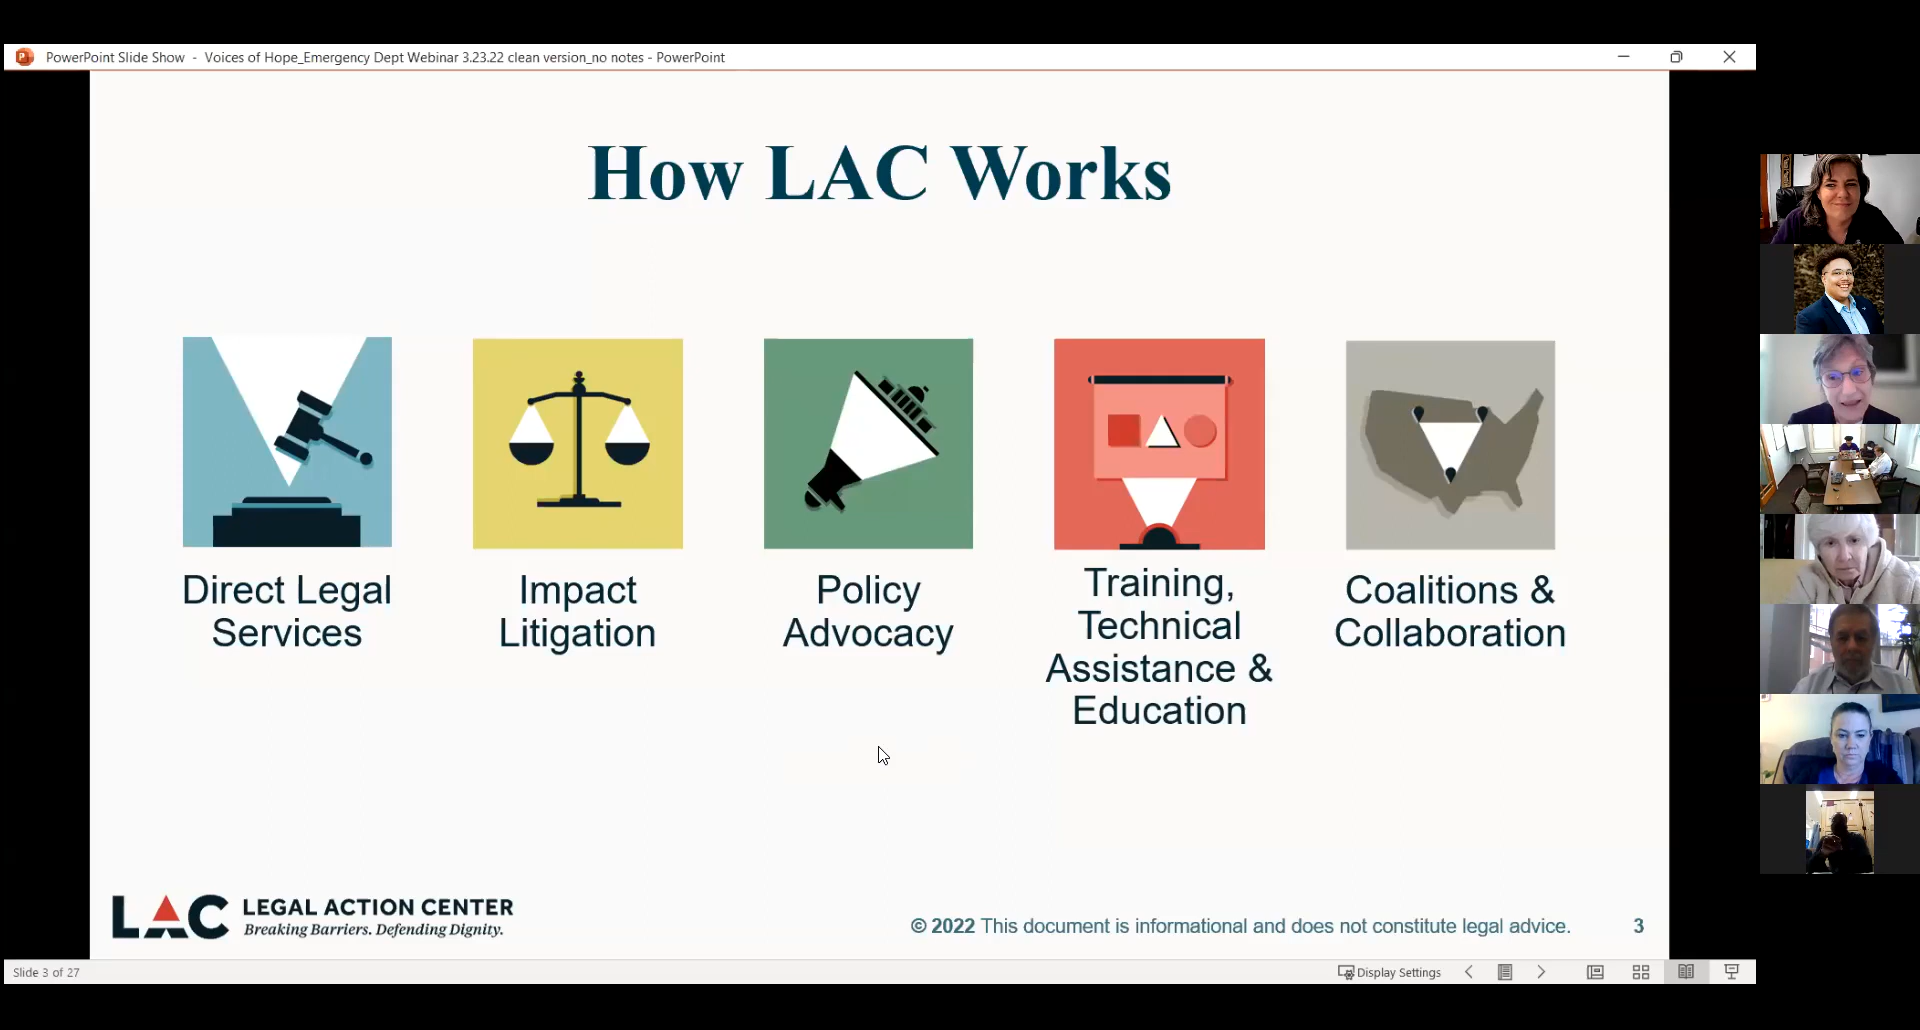 PowerPoint Slide Show - Voices of Hope_Emergency Dept Webinar 3.23.22 clean version_no notes - PowerPoint
How LAC Works
Direct Legal
Services
Impact
Litigation
Policy
Advocacy
Training,
Technical
Assistance &
Education
Coalitions &
Collaboration
LAC LEGAL ACTION CENTER
Breaking Barriers. Defending Dignity.
© 2022 This document is informational and does not constitute legal advice. 3
Slide 3 of 27
Display Settings